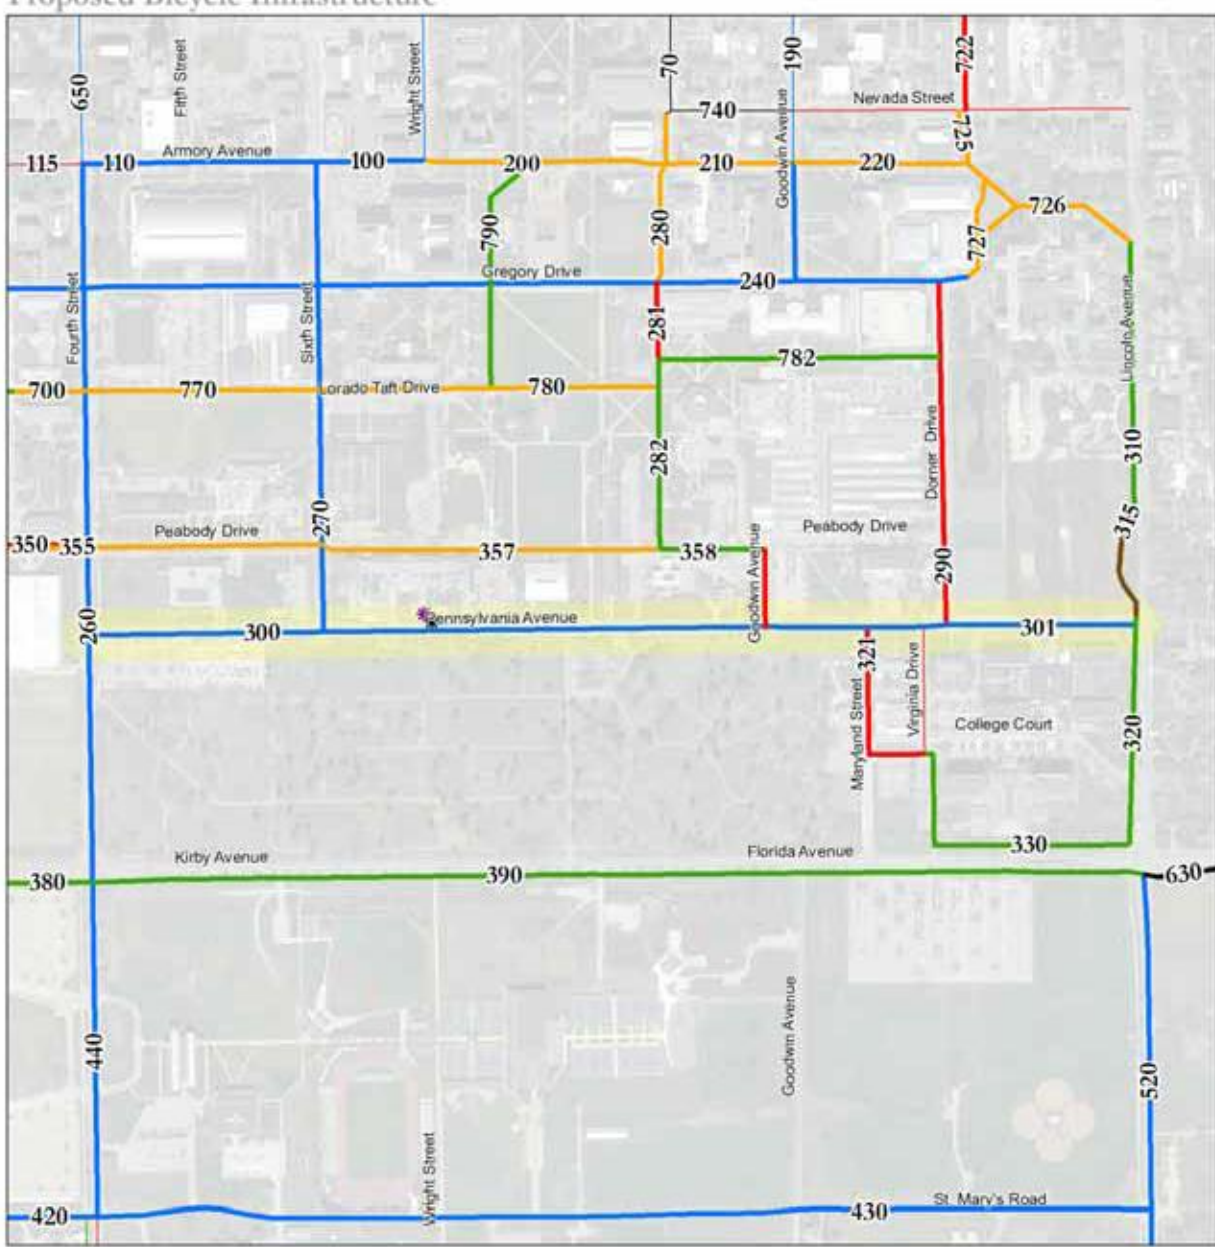 Proposed Bicycle Infrastructure
650
Fifth Street
Wright Street
70
190
722
Nevada Street
740
725
Goodwin Avenue
115
110
Armory Avenue
100
200
210
220
790
280
726
727
Gregory Drive
240
Fourth Street
Sixth Street
281
Lincoln Avenue
782
700
770
Lorado Taft Drive
780
282
Dorner Drive
310
315
270
Peabody Drive
Peabody Drive
350
355
357
358
Goodwin Avenue
290
260
300
Pennsylvania Avenue
301
321
Virginia Drive
Maryland Street
College Court
320
Kirby Avenue
Florida Avenue
330
380
390
630
Goodwin Avenue
440
520
Wright Street
St. Mary's Road
420
430